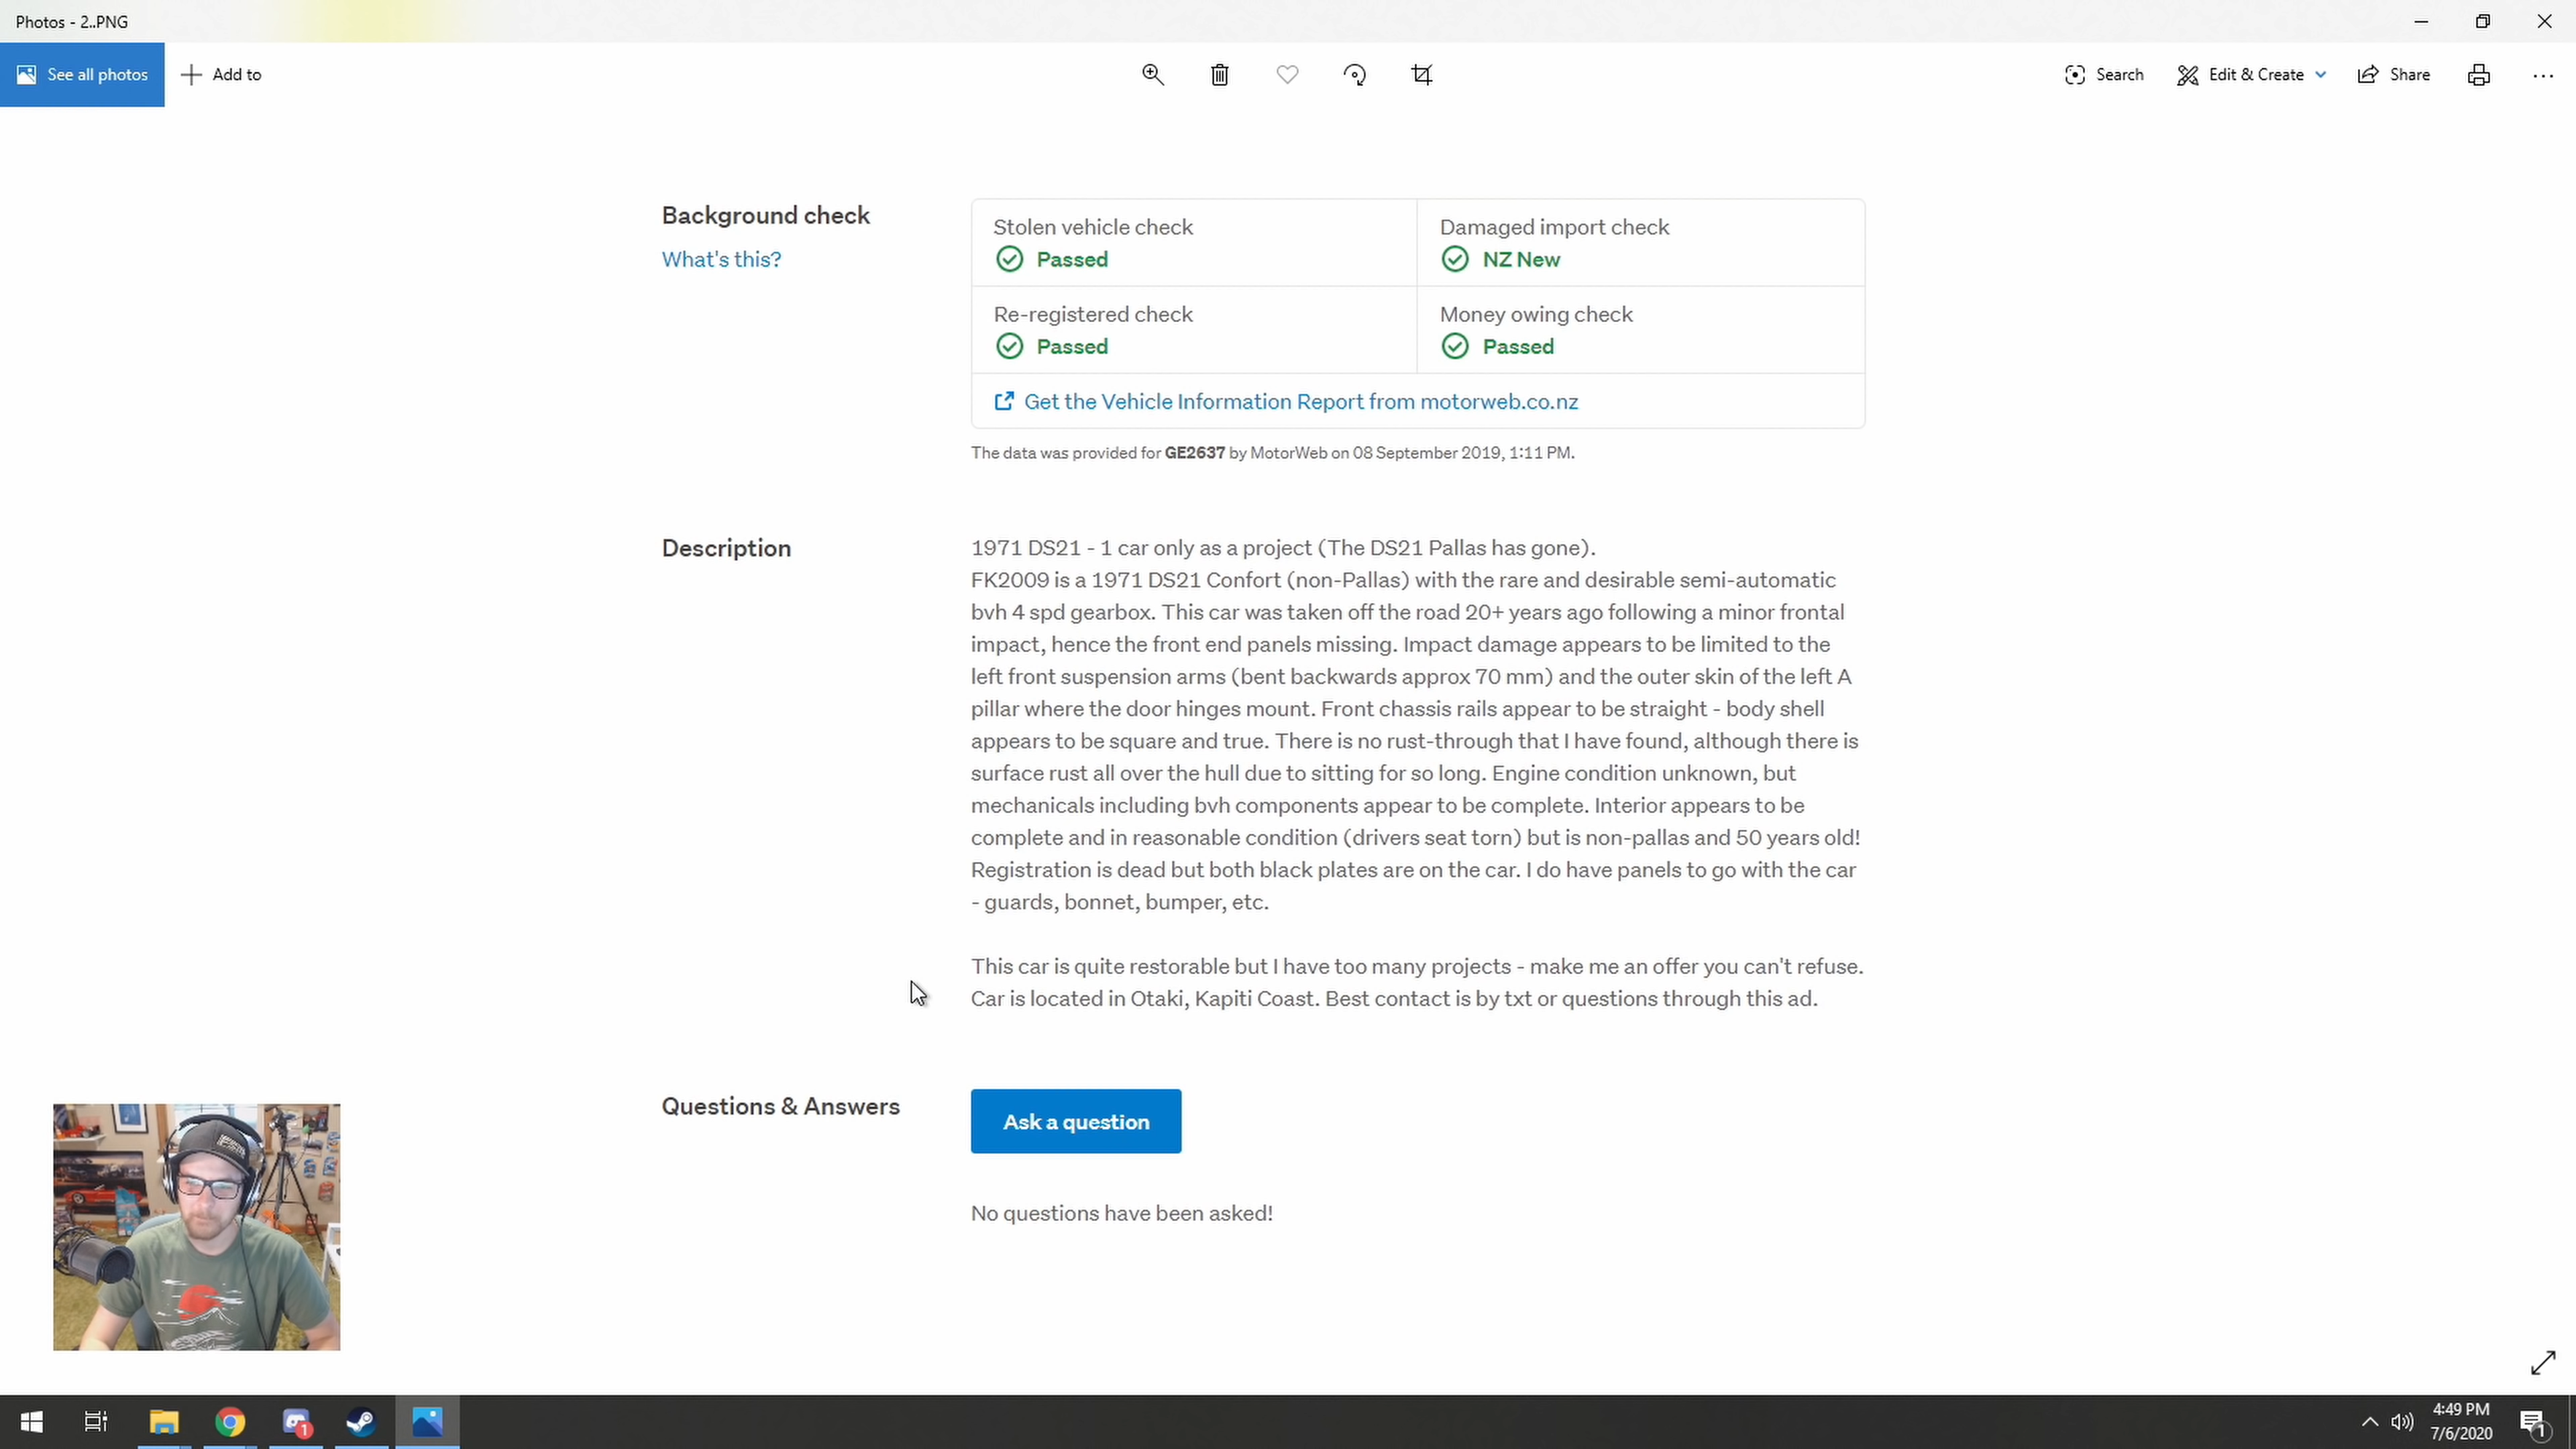 Photos - 2..PNG
See all photos
Add to
Search
Edit & Create
Share
Background check
What's this?
Stolen vehicle check
Passed
Damaged import check
NZ New
Re-registered check
Passed
Money owing check
Passed
Get the Vehicle Information Report from motorweb.co.nz
The data was provided for GE2637 by MotorWeb on 08 September 2019, 1:11 PM.
Description
1971 DS21 - 1 car only as a project (The DS21 Pallas has gone).
FK2009 is a 1971 DS21 Confort (non-Pallas) with the rare and desirable semi-automatic
bvh 4 spd gearbox. This car was taken off the road 20+ years ago following a minor frontal
impact, hence the front end panels missing. Impact damage appears to be limited to the
left front suspension arms (bent backwards approx 70 mm) and the outer skin of the left A
pillar where the door hinges mount. Front chassis rails appear to be straight - body shell
appears to be square and true. There is no rust-through that I have found, although there is
surface rust all over the hull due to sitting for so long. Engine condition unknown, but
mechanicals including bvh components appear to be complete. Interior appears to be
complete and in reasonable condition (drivers seat torn) but is non-pallas and 50 years old!
Registration is dead but both black plates are on the car. I do have panels to go with the car
- guards, bonnet, bumper, etc.
This car is quite restorable but I have too many projects - make me an offer you can't refuse.
Car is located in Otaki, Kapiti Coast. Best contact is by txt or questions through this ad.
Questions & Answers
Ask a question
No questions have been asked!
1
4:49 PM
7/6/2020
1